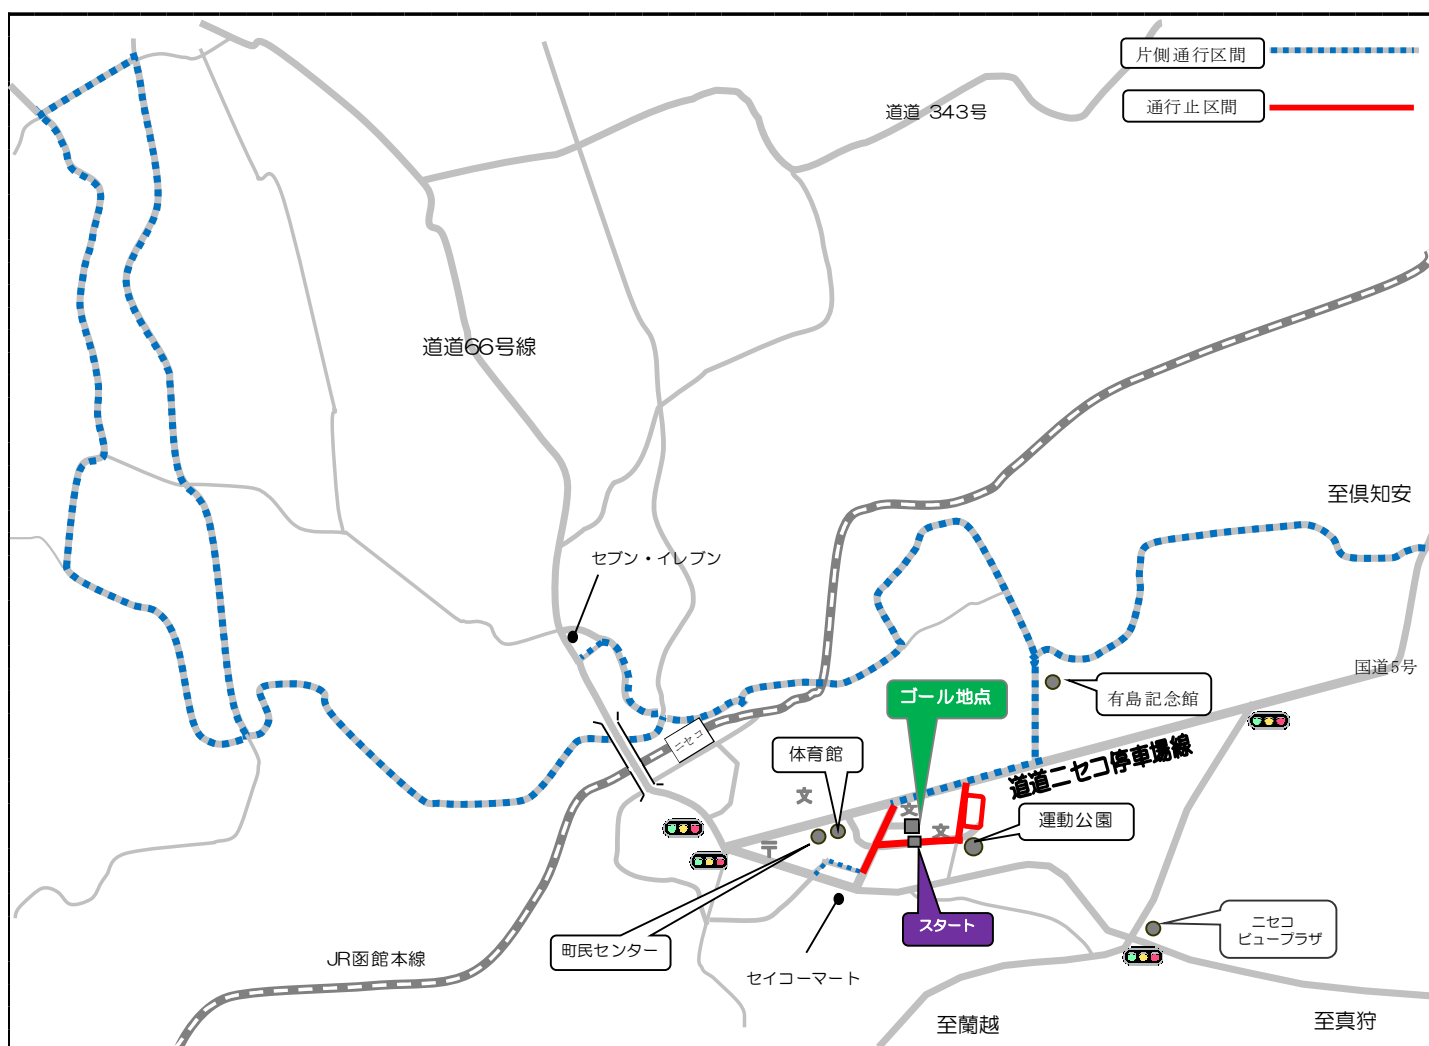 片側通行区間
道道 343号
通行止区間
道道66号線
至倶知安
セブン・イレブン
国道5号
有島記念館
ゴール地点
ニセコ
体育館
道道ニセコ停車場線
文
文
文
運動公園
〒
スタート
ニセコ
ビュープラザ
町民センター
JR函館本線
セイコーマート
至蘭越
至真狩